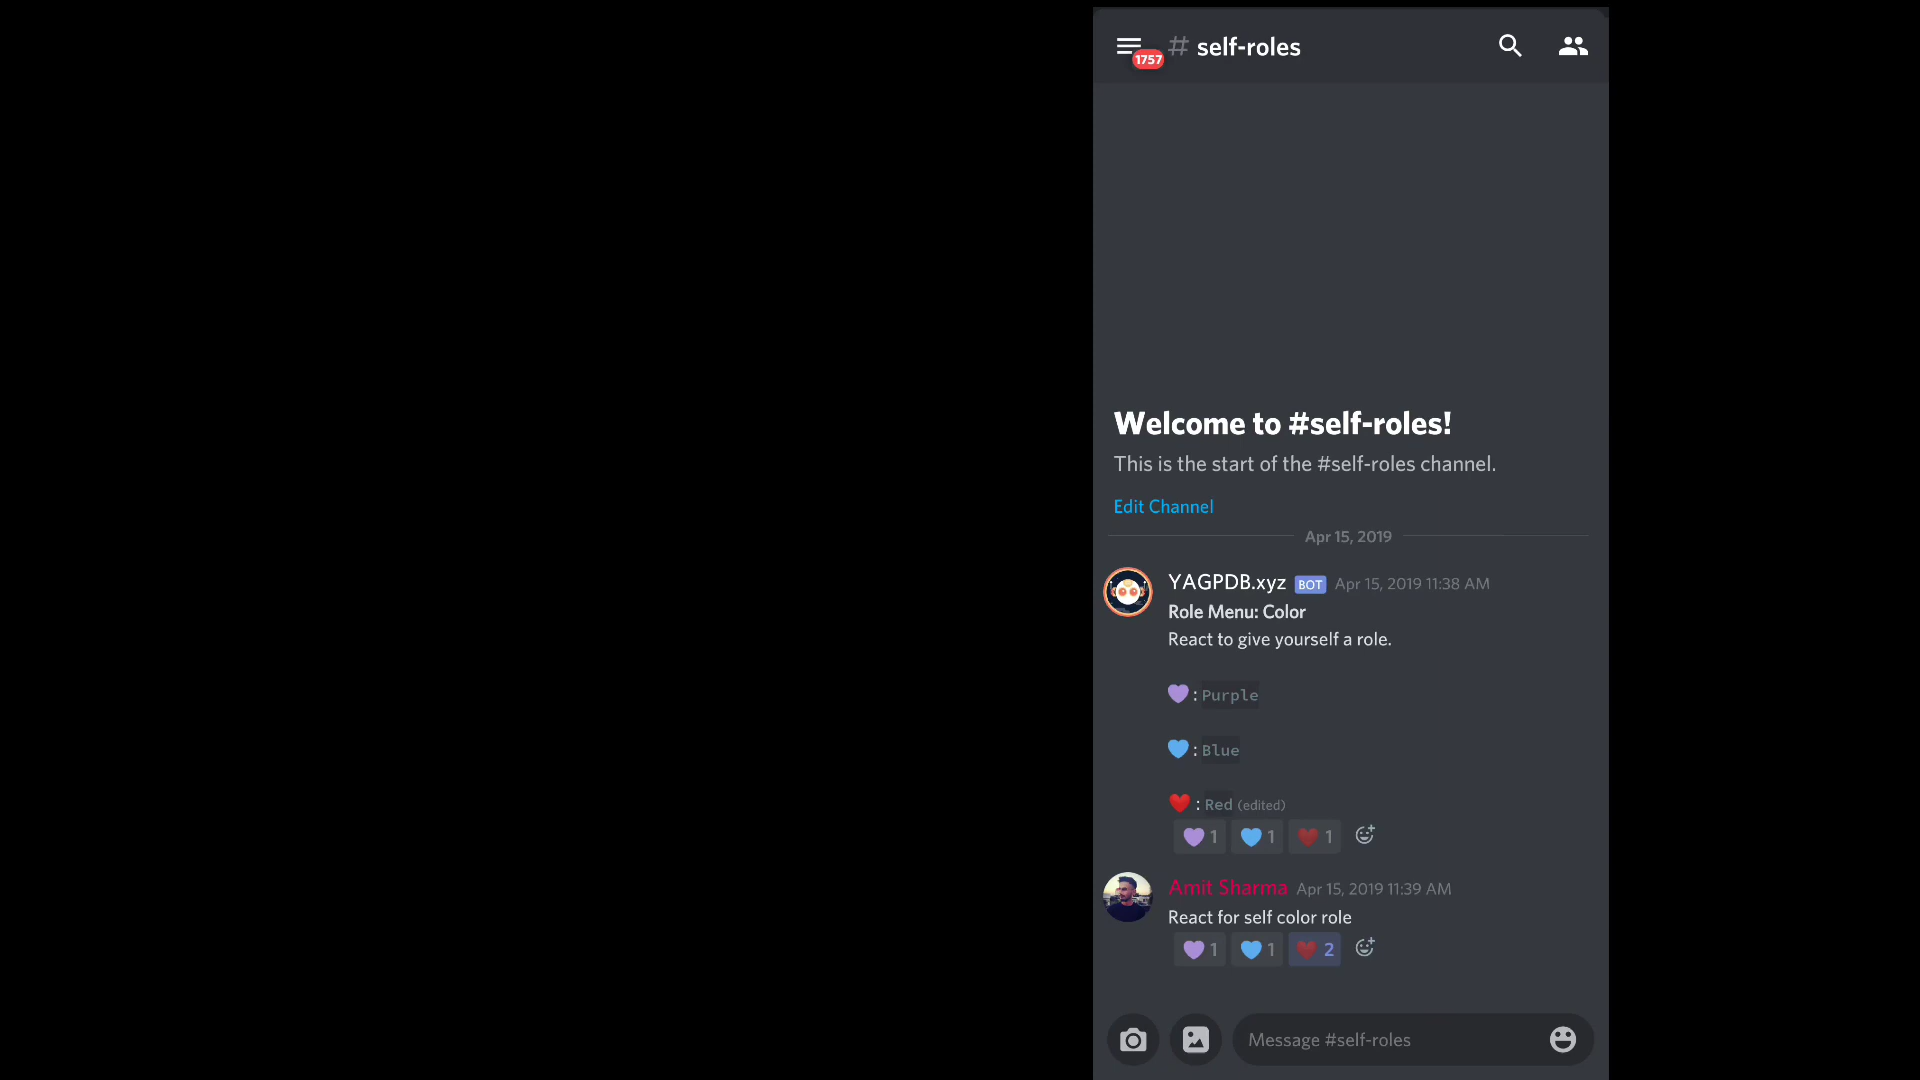 1757
# self-roles
Welcome to #self-roles!
This is the start of the #self-roles channel.
Edit Channel
Apr 15, 2019
YAGPDB.xyz BOT Apr 15, 2019 11:38 AM
Role Menu: Color
React to give yourself a role.
: Purple
: Blue
: Red (edited)
1 1 1
Amit Sharma Apr 15, 2019 11:39 AM
React for self color role
1 1 2
Message #self-roles